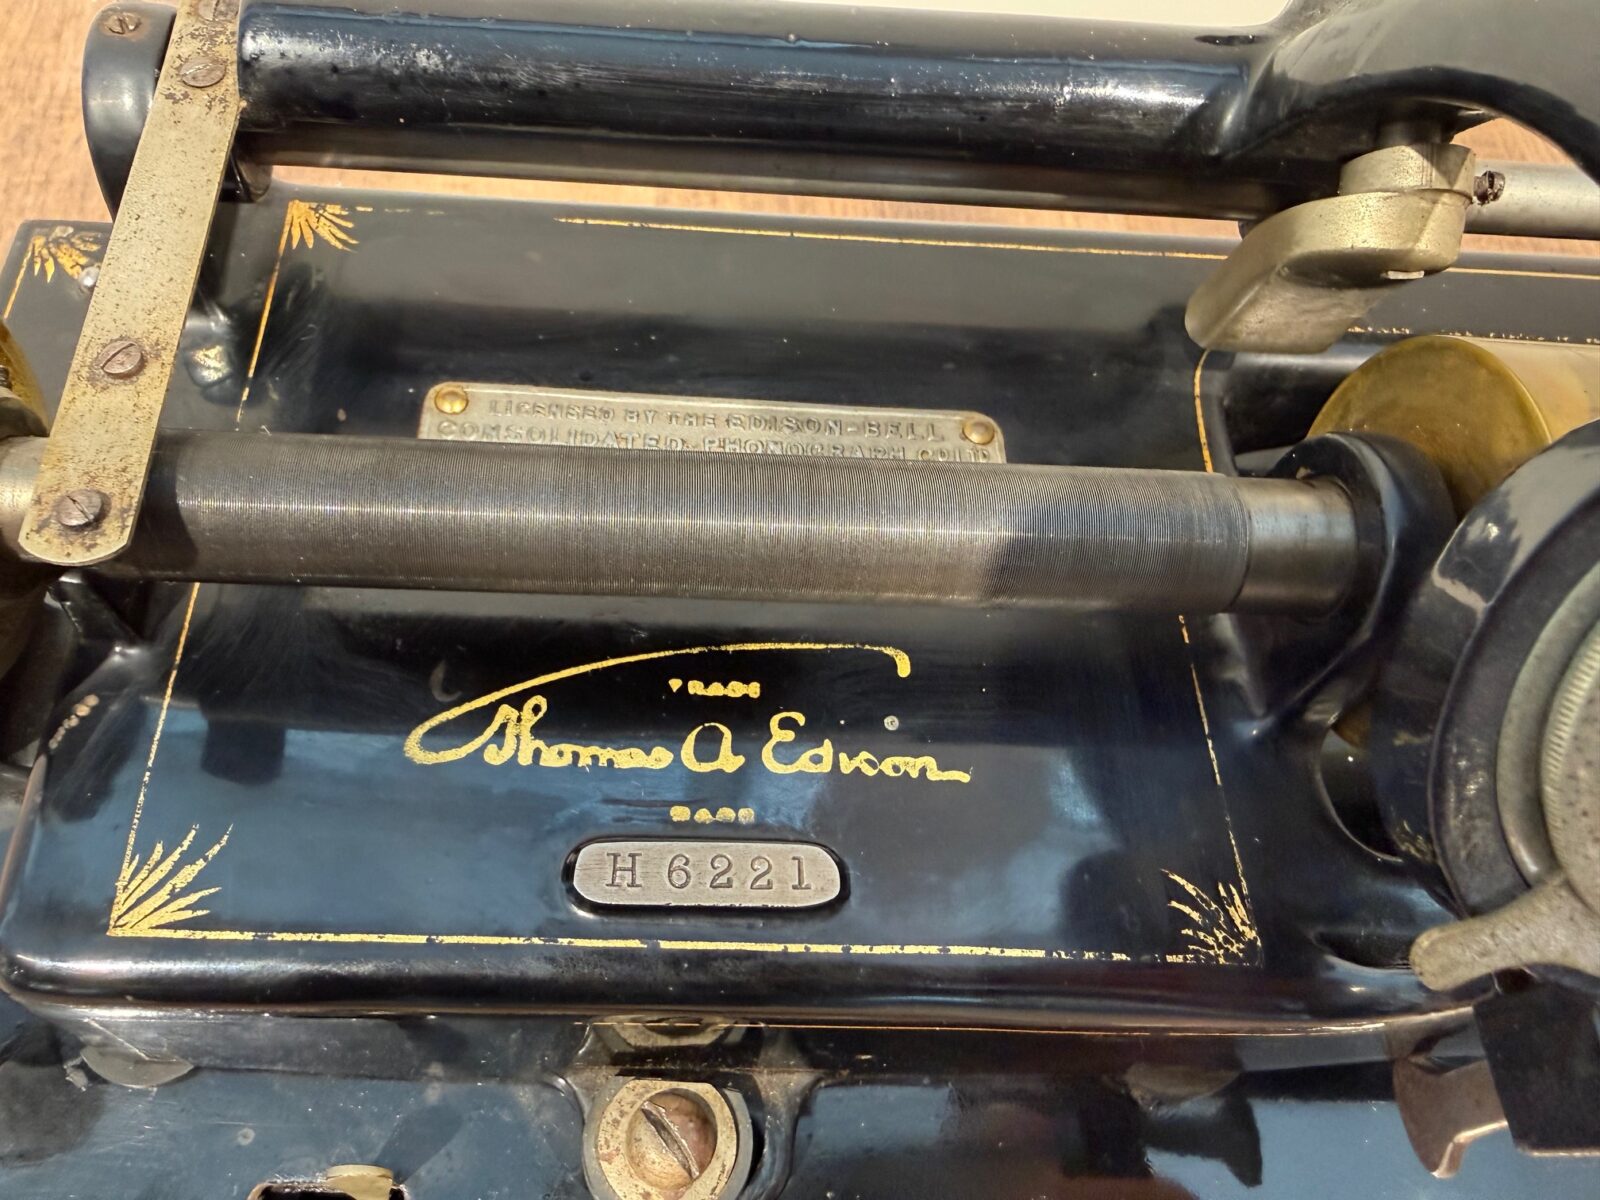 LICENSED BY THE EDISON-BELL
CONSOLIDATED PHONOGRAPH CO LTD
TRADE
Thomas A Edison
MARK
H 6221